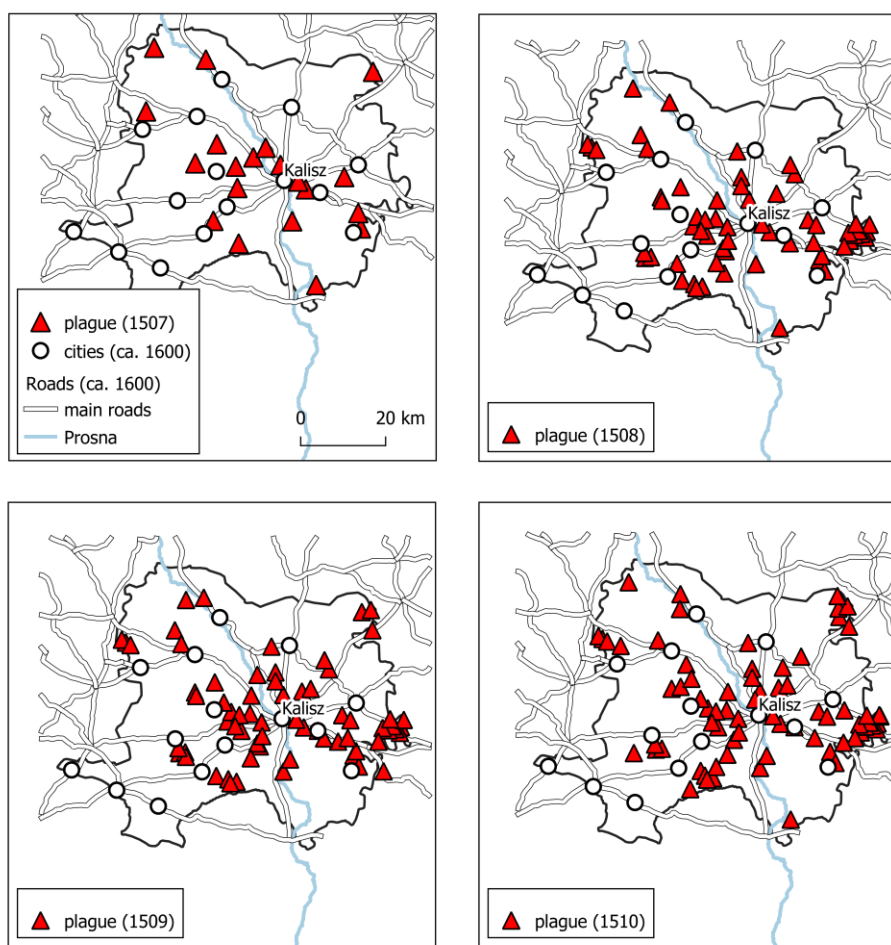 Kalisz
plague (1507)
cities (ca. 1600)
Roads (ca. 1600)
main roads
Prosna
0 20 km
Kalisz
plague (1508)
Kalisz
plague (1509)
Kalisz
plague (1510)